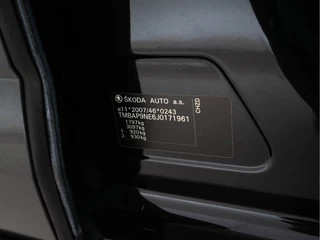 ŠKODA AUTO a.s.
e11*2007/46*0243
TMBAP9NE6J0171961
1797kg
3097kg
1. 920kg
2. 930kg